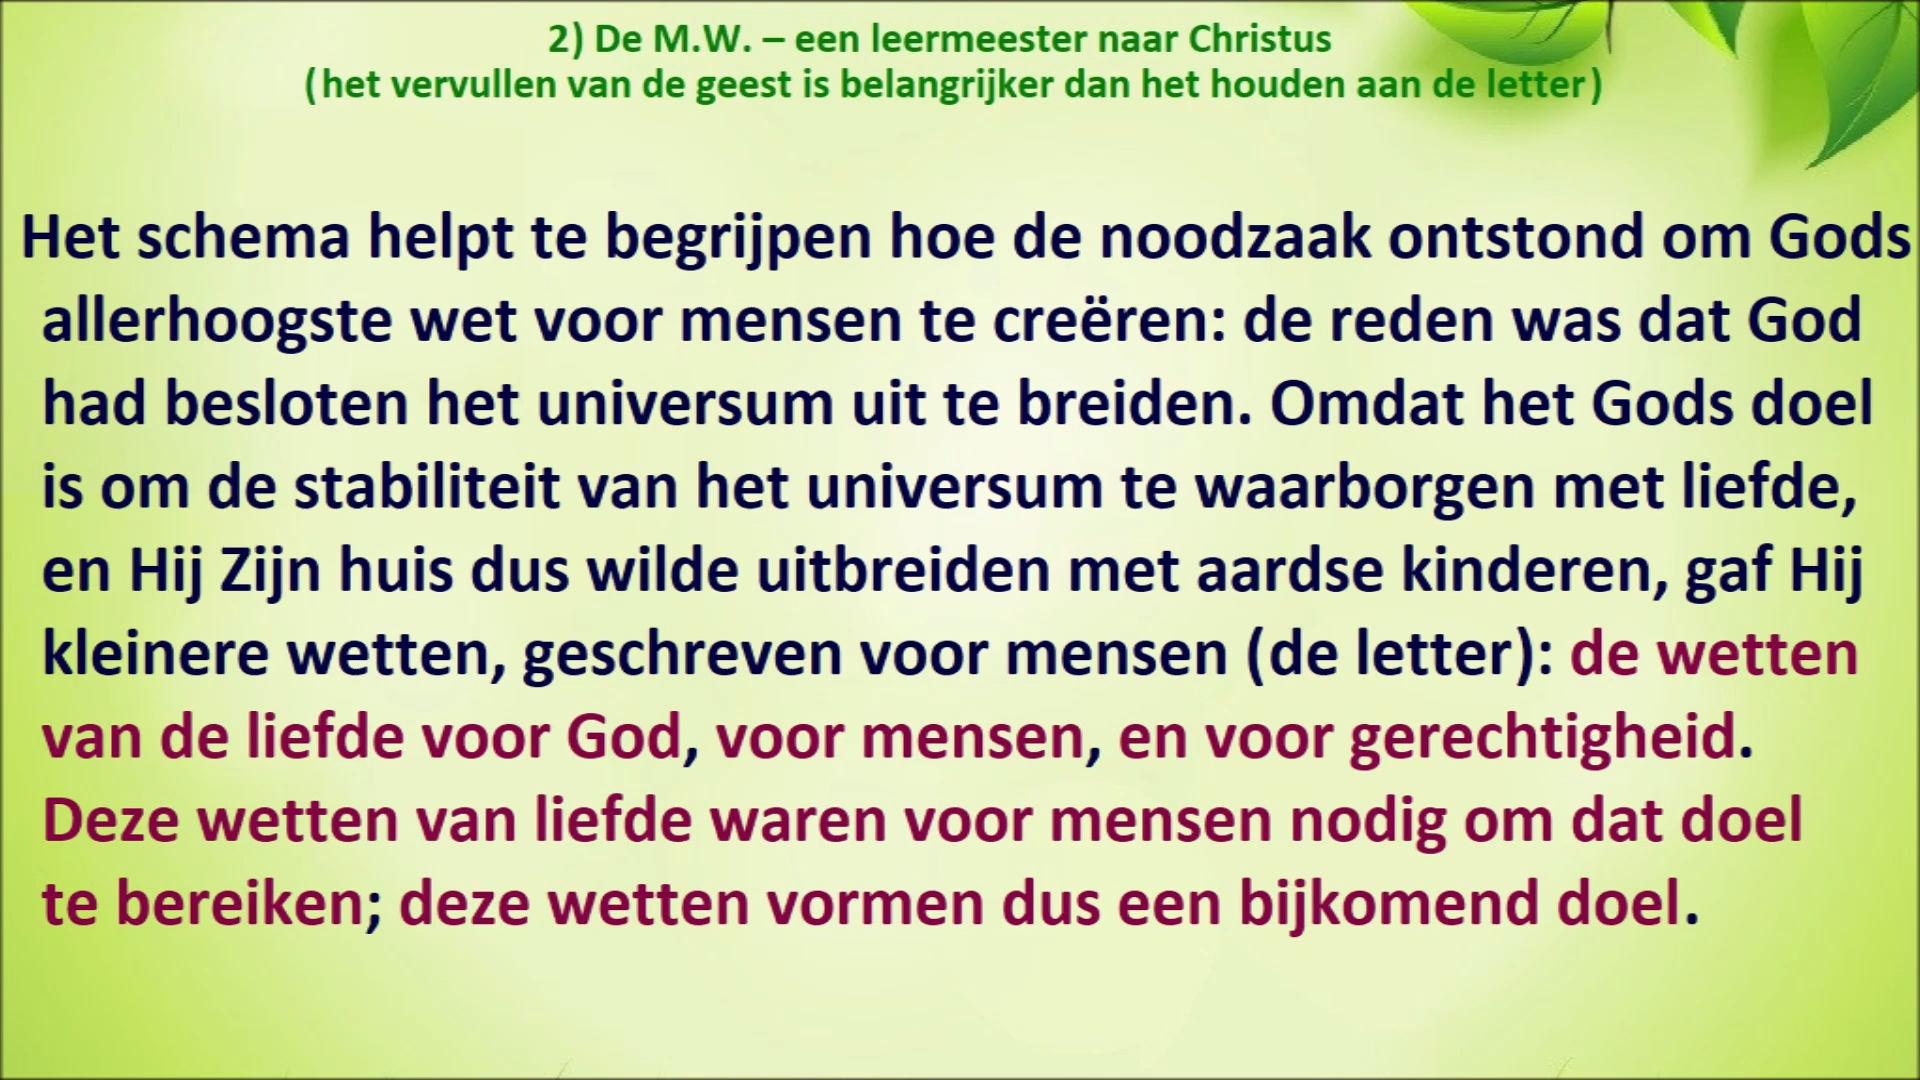 2) De M.W. – een leermeester naar Christus
(het vervullen van de geest is belangrijker dan het houden aan de letter)
Het schema helpt te begrijpen hoe de noodzaak ontstond om Gods
allerhoogste wet voor mensen te creëren: de reden was dat God
had besloten het universum uit te breiden. Omdat het Gods doel
is om de stabiliteit van het universum te waarborgen met liefde,
en Hij Zijn huis dus wilde uitbreiden met aardse kinderen, gaf Hij
kleinere wetten, geschreven voor mensen (de letter): de wetten
van de liefde voor God, voor mensen, en voor gerechtigheid.
Deze wetten van liefde waren voor mensen nodig om dat doel
te bereiken; deze wetten vormen dus een bijkomend doel.